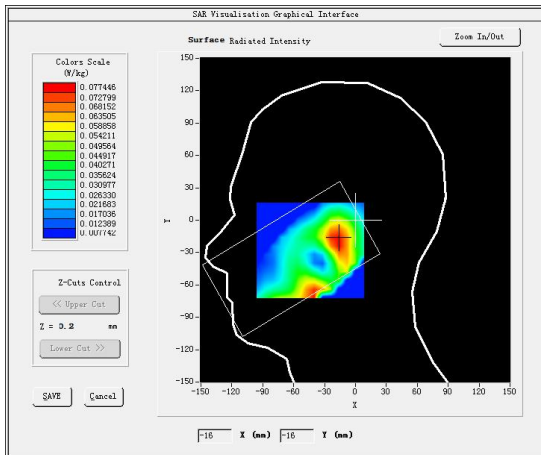 SAR Visualisation Graphical Interface
Surface Radiated Intensity
Zoom In/Out
Colors Scale
(W/kg)
0.077446
0.072799
0.068152
0.063505
0.058858
0.054211
0.049564
0.044917
0.040271
0.035624
0.030977
0.026330
0.021683
0.017036
0.012389
0.007742
Z-Cuts Control
<< Upper Cut
Z = 0.2 mm
Lower Cut >>
SAVE
Cancel
150
120
90
60
30
0
-30
-60
-90
-120
-150
Y
-150 -120 -90 -60 -30 0 30 60 90 120 150
X
-16 X (mm) -16 Y (mm)